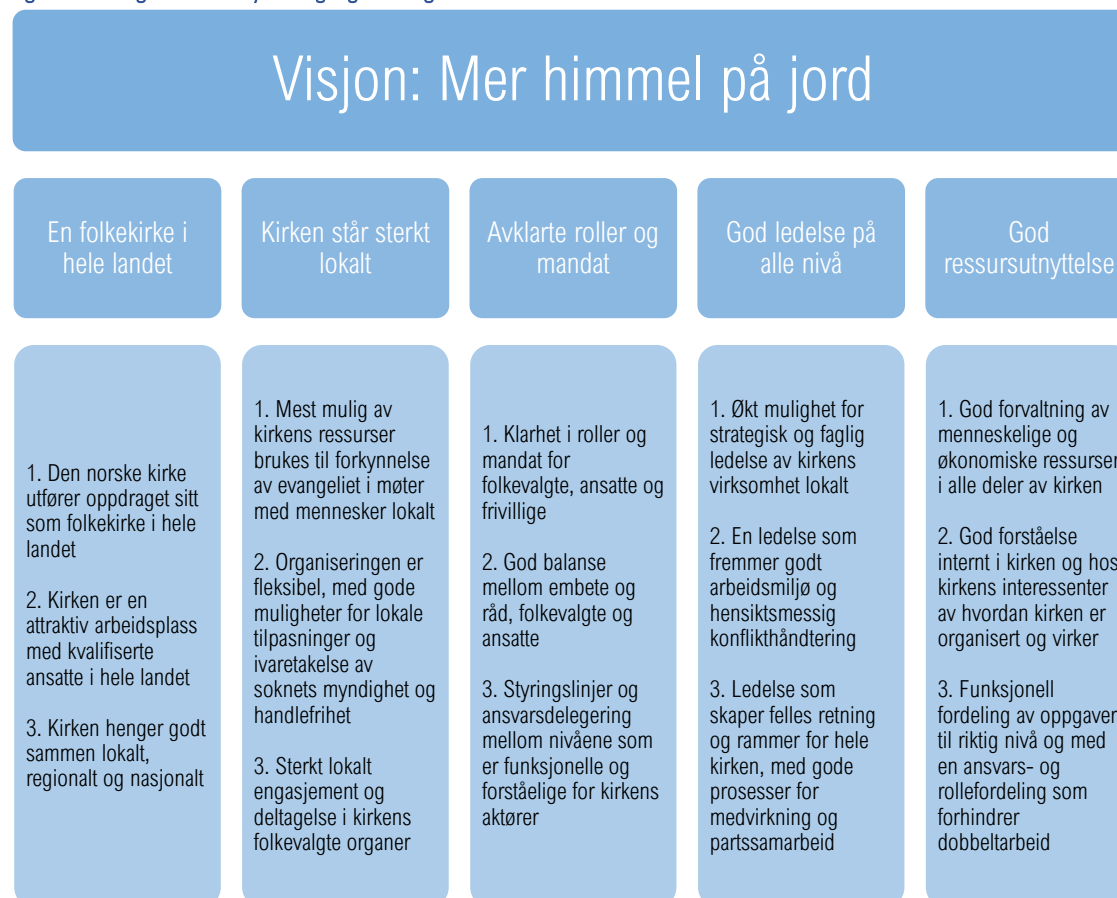 Visjon: Mer himmel på jord
En folkekirke i
hele landet
Kirken står sterkt
lokalt
Avklarte roller og
mandat
God ledelse på
alle nivå
God
ressursutnyttelse
1. Den norske kirke
utfører oppdraget sitt
som folkekirke i hele
landet
2. Kirken er en
attraktiv arbeidsplass
med kvalifiserte
ansatte i hele landet
3. Kirken henger godt
sammen lokalt,
regionalt og nasjonalt
1. Mest mulig av
kirkens ressurser
brukes til forkynnelse
av evangeliet i møter
med mennesker lokalt
2. Organiseringen er
fleksibel, med gode
muligheter for lokale
tilpasninger og
ivaretakelse av
soknets myndighet og
handlefrihet
3. Sterkt lokalt
engasjement og
deltagelse i kirkens
folkevalgte organer
1. Klarhet i roller og
mandat for
folkevalgte, ansatte og
frivillige
2. God balanse
mellom embete og
råd, folkevalgte og
ansatte
3. Styringslinjer og
ansvarsdelegering
mellom nivåene som
er funksjonelle og
forståelige for kirkens
aktører
1. Økt mulighet for
strategisk og faglig
ledelse av kirkens
virksomhet lokalt
2. En ledelse som
fremmer godt
arbeidsmiljø og
hensiktsmessig
konflikthåndtering
3. Ledelse som
skaper felles retning
og rammer for hele
kirken, med gode
prosesser for
medvirkning og
partssamarbeid
1. God forvaltning av
menneskelige og
økonomiske ressurser
i alle deler av kirken
2. God forståelse
internt i kirken og hos
kirkens interessenter
av hvordan kirken er
organisert og virker
3. Funksjonell
fordeling av oppgaver
til riktig nivå og med
en ansvars- og
rollefordeling som
forhindrer
dobbeltarbeid